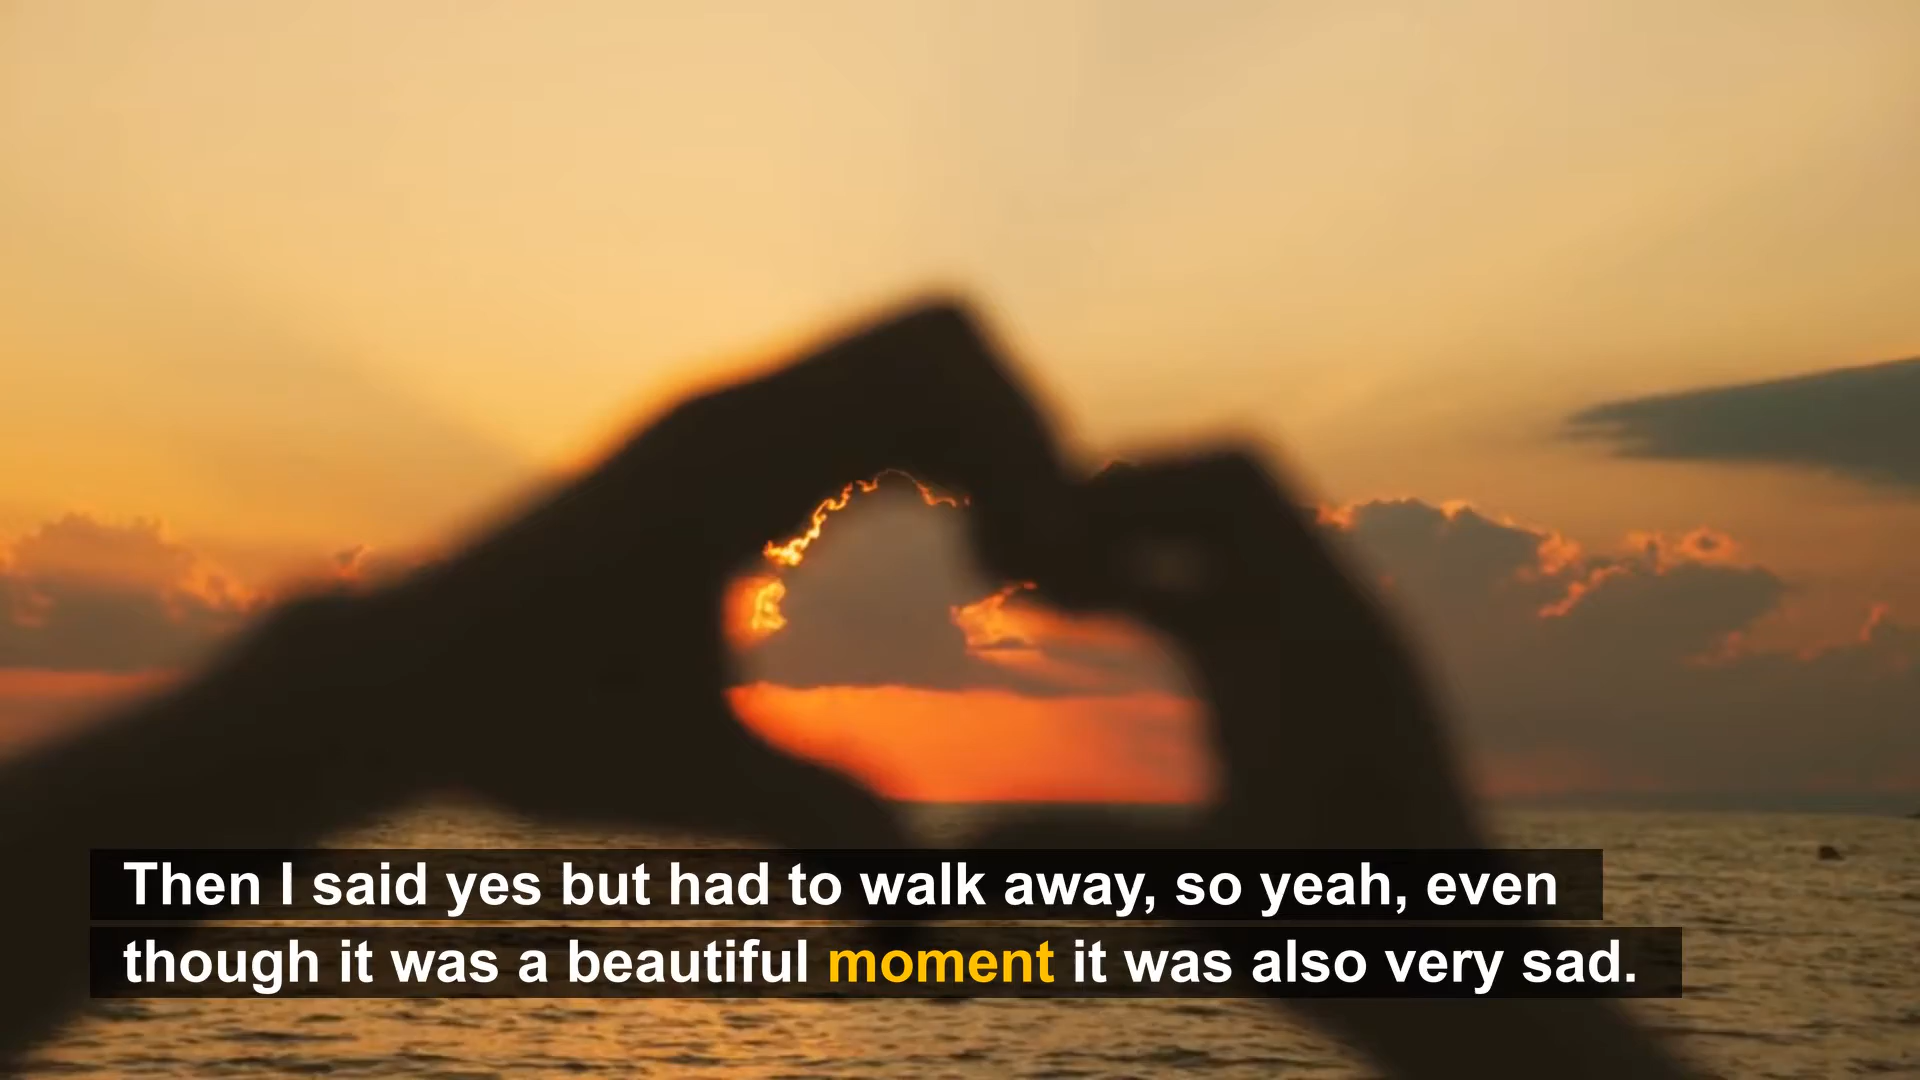 Then I said yes but had to walk away, so yeah, even
though it was a beautiful moment it was also very sad.